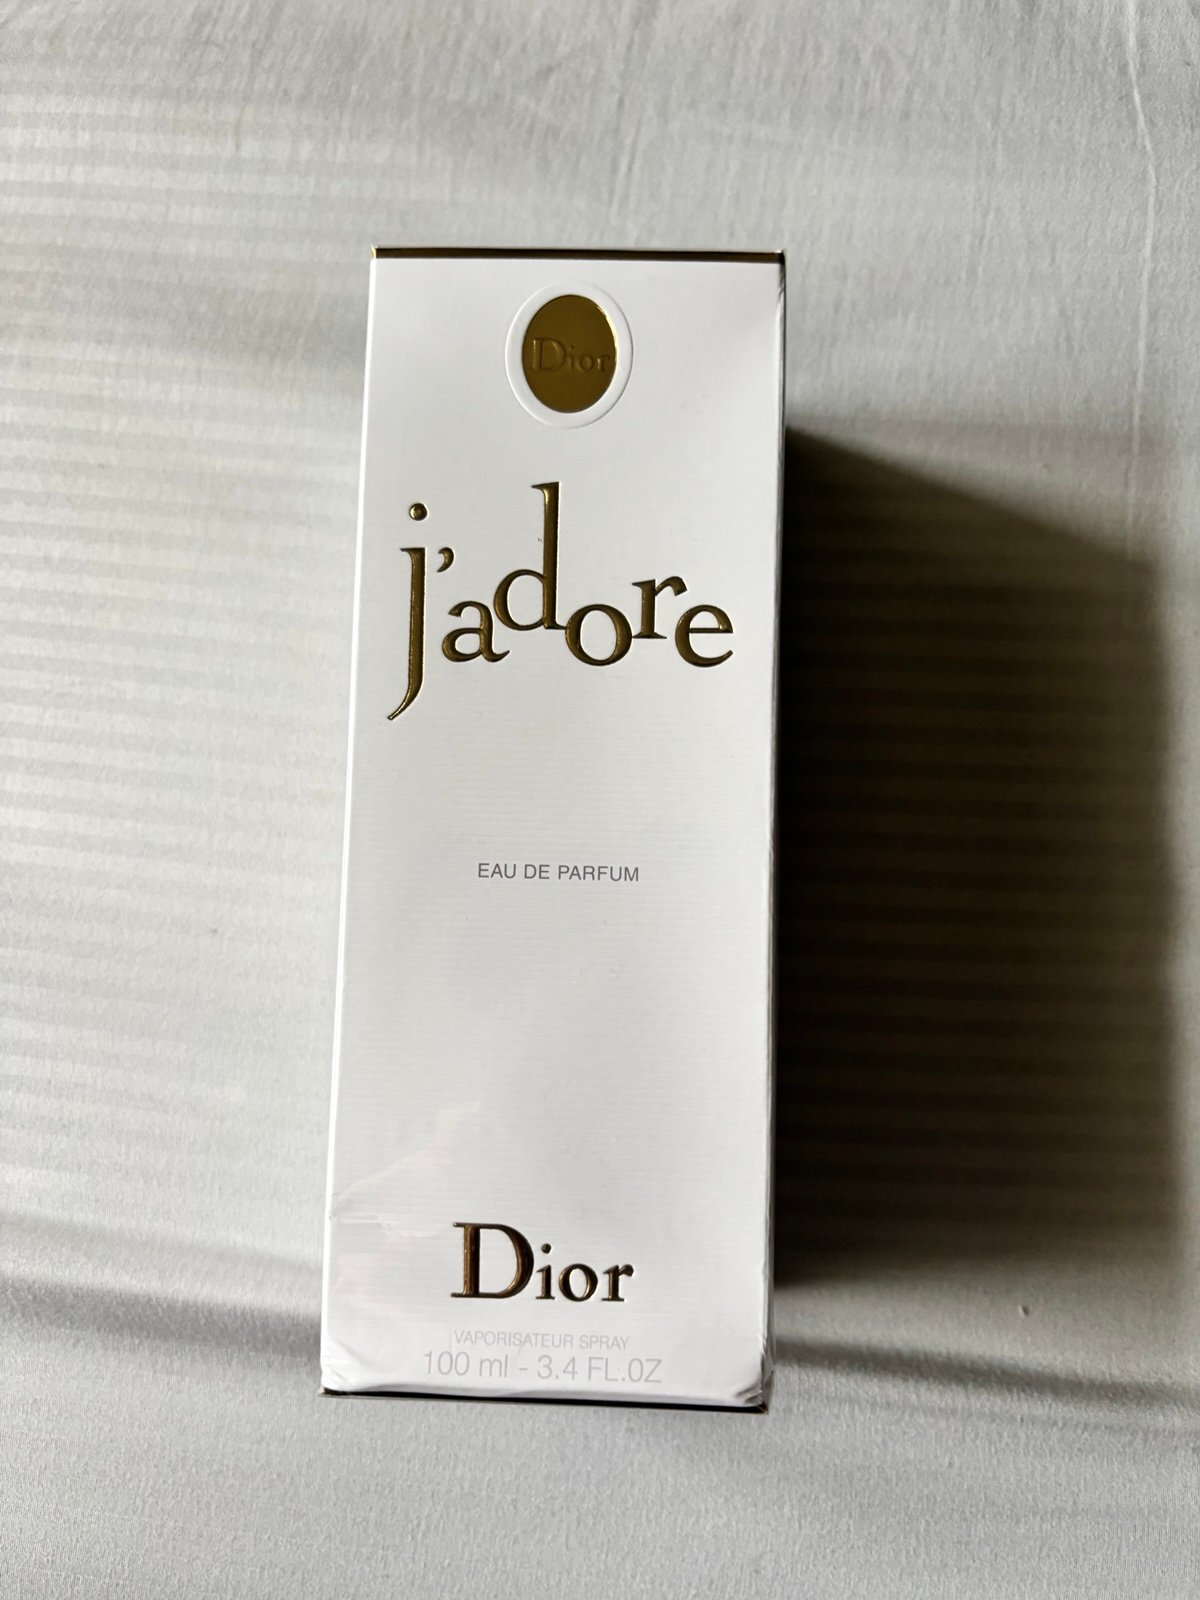 Dior
j'adore
EAU DE PARFUM
Dior
VAPORISATEUR SPRAY
100 ml - 3.4 FL.OZ